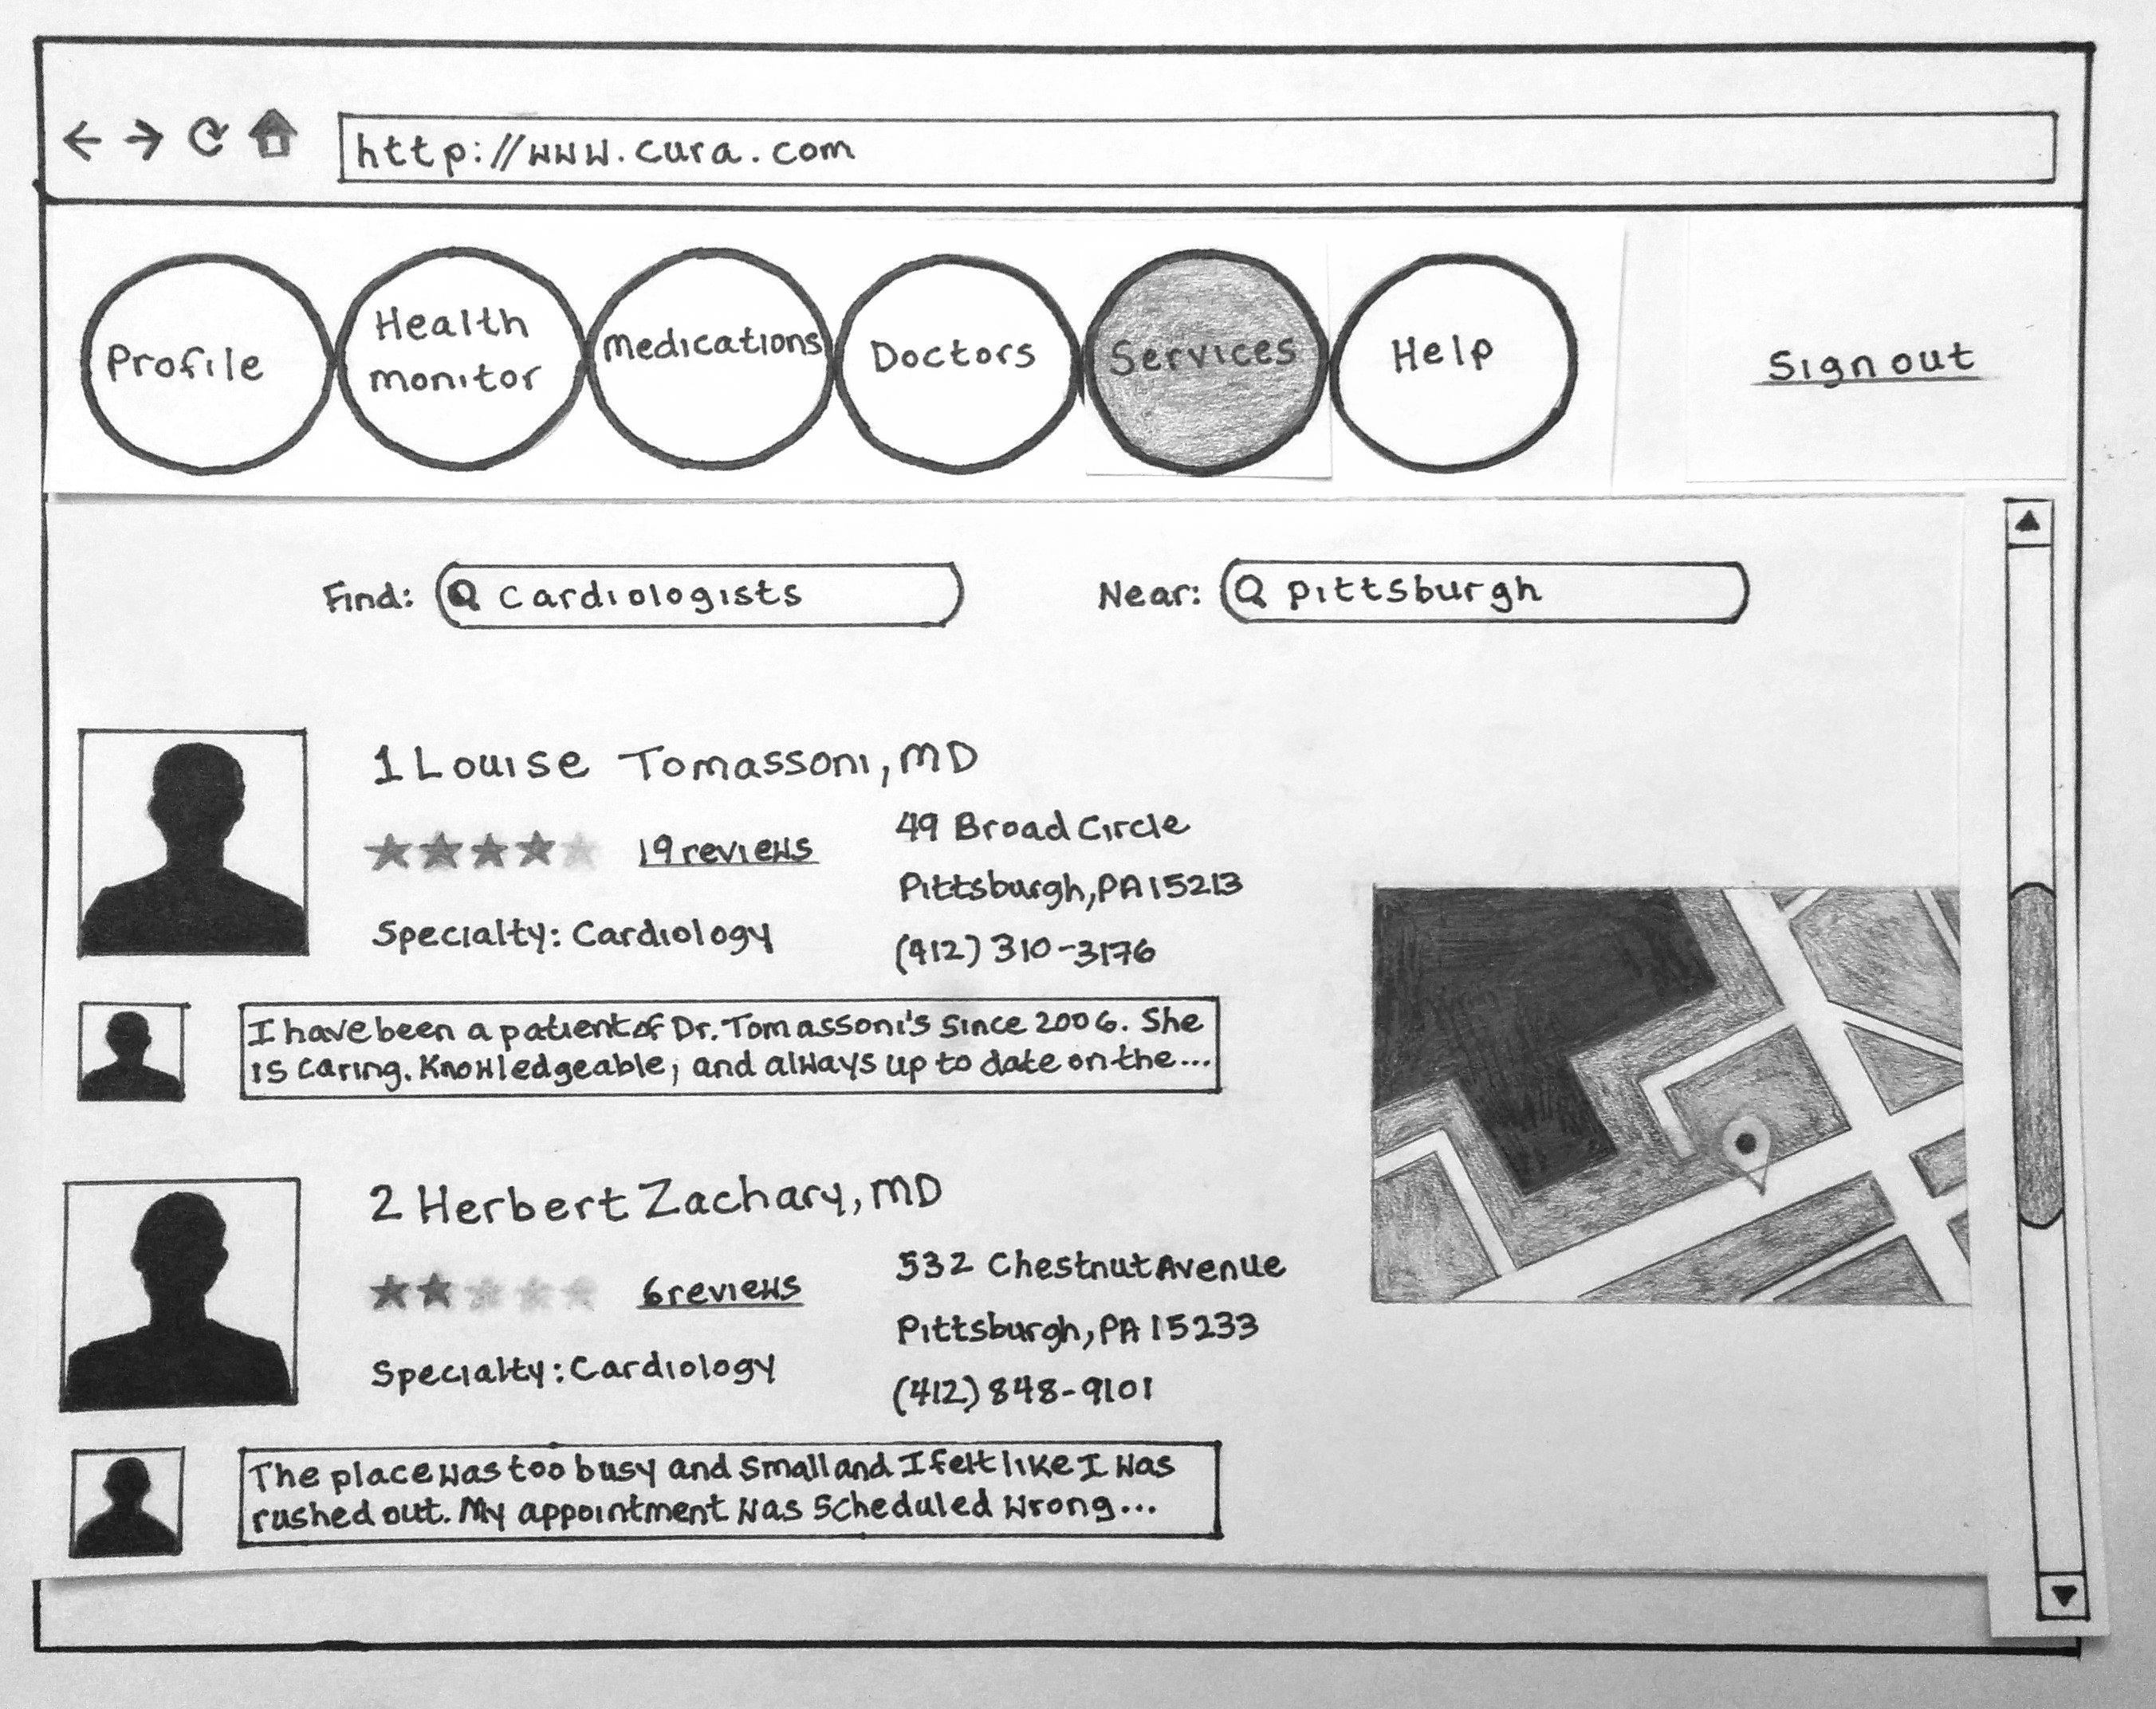 http://www.cura.com
Profile
Health
monitor
Medications
Doctors
Services
Help
Sign out
Find: Cardiologists
Near: Pittsburgh
1 Louise Tomassoni, MD
19 reviews
Specialty: Cardiology
49 Broad Circle
Pittsburgh, PA 15213
(412) 310-3176
I have been a patient of Dr. Tomassoni's since 2006. She
is caring. Knowledgeable, and always up to date on the...
2 Herbert Zachary, MD
6 reviews
Specialty: Cardiology
532 Chestnut Avenue
Pittsburgh, PA 15233
(412) 848-9101
The place was too busy and small and I felt like I was
rushed out. My appointment was scheduled wrong...